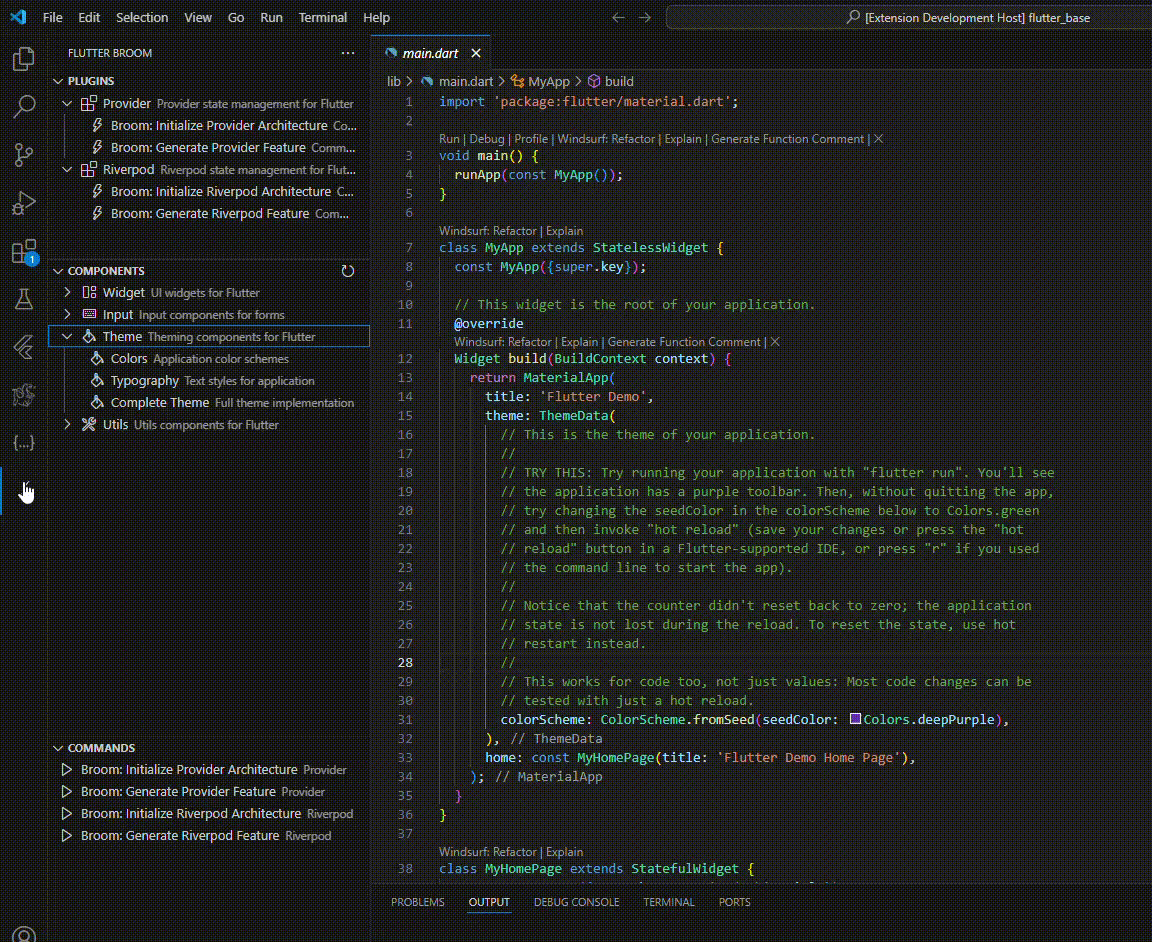 File Edit Selection View Go Run Terminal Help
[Extension Development Host] flutter_base
FLUTTER BROOM
PLUGINS
Provider Provider state management for Flutter
Broom: Initialize Provider Architecture Co...
Broom: Generate Provider Feature Comm...
Riverpod Riverpod state management for Flut...
Broom: Initialize Riverpod Architecture C...
Broom: Generate Riverpod Feature Com...
1
COMPONENTS
Widget UI widgets for Flutter
Input Input components for forms
Theme Theming components for Flutter
Colors Application color schemes
Typography Text styles for application
Complete Theme Full theme implementation
Utils Utils components for Flutter
COMMANDS
Broom: Initialize Provider Architecture Provider
Broom: Generate Provider Feature Provider
Broom: Initialize Riverpod Architecture Riverpod
Broom: Generate Riverpod Feature Riverpod
main.dart
lib > main.dart > MyApp > build
1 import 'package:flutter/material.dart';
2
Run | Debug | Profile | Windsurf: Refactor | Explain | Generate Function Comment | X
3 void main() {
4 runApp(const MyApp());
5 }
6
Windsurf: Refactor | Explain
7 class MyApp extends StatelessWidget {
8 const MyApp({super.key});
9
10 // This widget is the root of your application.
11 @override
Windsurf: Refactor | Explain | Generate Function Comment | X
12 Widget build(BuildContext context) {
13 return MaterialApp(
14 title: 'Flutter Demo',
15 theme: ThemeData(
16 // This is the theme of your application.
17 //
18 // TRY THIS: Try running your application with "flutter run". You'll see
19 // the application has a purple toolbar. Then, without quitting the app,
20 // try changing the seedColor in the colorScheme below to Colors.green
21 // and then invoke "hot reload" (save your changes or press the "hot
22 // reload" button in a Flutter-supported IDE, or press "r" if you used
23 // the command line to start the app).
24 //
25 // Notice that the counter didn't reset back to zero; the application
26 // state is not lost during the reload. To reset the state, use hot
27 // restart instead.
28 //
29 // This works for code too, not just values: Most code changes can be
30 // tested with just a hot reload.
31 colorScheme: ColorScheme.fromSeed(seedColor: Colors.deepPurple),
32 ), // ThemeData
33 home: const MyHomePage(title: 'Flutter Demo Home Page'),
34 ); // MaterialApp
35 }
36 }
37
Windsurf: Refactor | Explain
38 class MyHomePage extends StatefulWidget {
PROBLEMS OUTPUT DEBUG CONSOLE TERMINAL PORTS